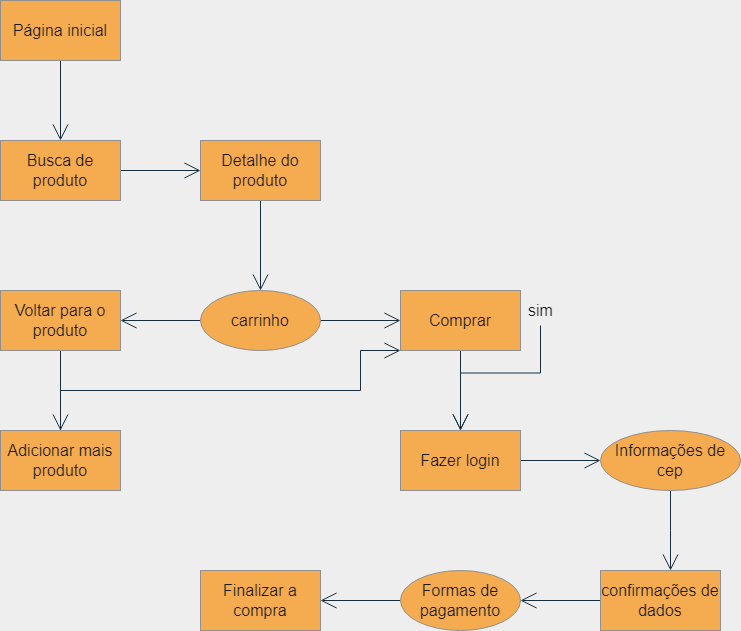 Página inicial
Busca de
produto
Detalhe do
produto
Voltar para o
produto
carrinho
Comprar
sim
Adicionar mais
produto
Fazer login
Informações de
cep
Finalizar a
compra
Formas de
pagamento
confirmações de
dados